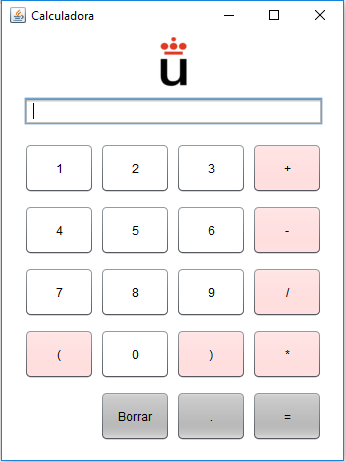 Calculadora
u
1 2 3 +
4 5 6 -
7 8 9 /
( 0 ) *
Borrar . =